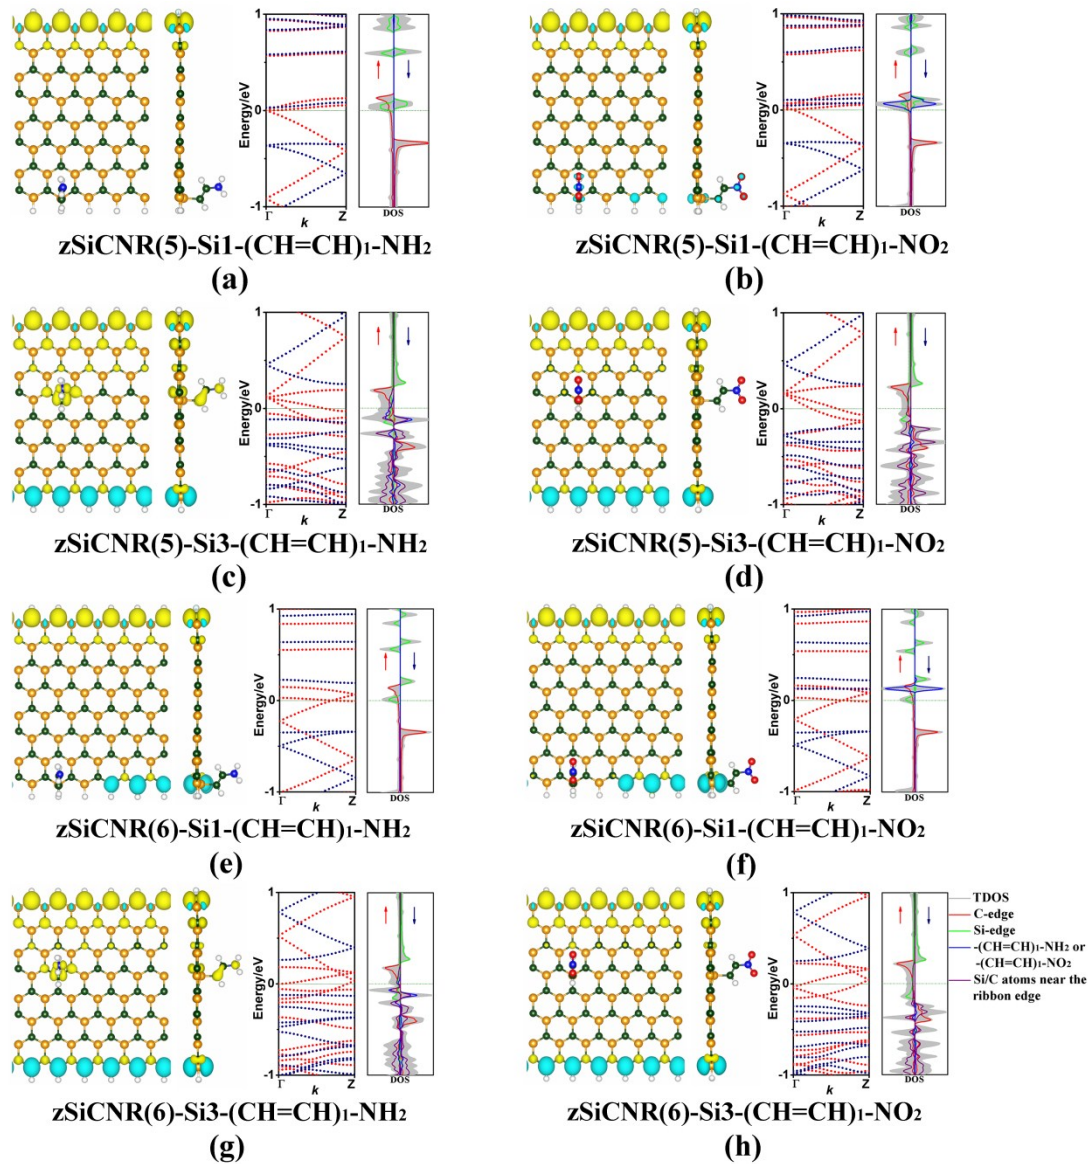 1
0
-1
Energy/eV
Γ
k
Z
DOS
zSiCNR(5)-Si1-(CH=CH)₁-NH₂
(a)
1
0
-1
Energy/eV
Γ
k
Z
DOS
zSiCNR(5)-Si1-(CH=CH)₁-NO₂
(b)
1
0
-1
Energy/eV
Γ
k
Z
DOS
zSiCNR(5)-Si3-(CH=CH)₁-NH₂
(c)
1
0
-1
Energy/eV
Γ
k
Z
DOS
zSiCNR(5)-Si3-(CH=CH)₁-NO₂
(d)
1
0
-1
Energy/eV
Γ
k
Z
DOS
zSiCNR(6)-Si1-(CH=CH)₁-NH₂
(e)
1
0
-1
Energy/eV
Γ
k
Z
DOS
zSiCNR(6)-Si1-(CH=CH)₁-NO₂
(f)
1
0
-1
Energy/eV
Γ
k
Z
DOS
zSiCNR(6)-Si3-(CH=CH)₁-NH₂
(g)
1
0
-1
Energy/eV
Γ
k
Z
DOS
TDOS
C-edge
Si-edge
-(CH=CH)₁-NH₂ or
-(CH=CH)₁-NO₂
Si/C atoms near the
ribbon edge
zSiCNR(6)-Si3-(CH=CH)₁-NO₂
(h)